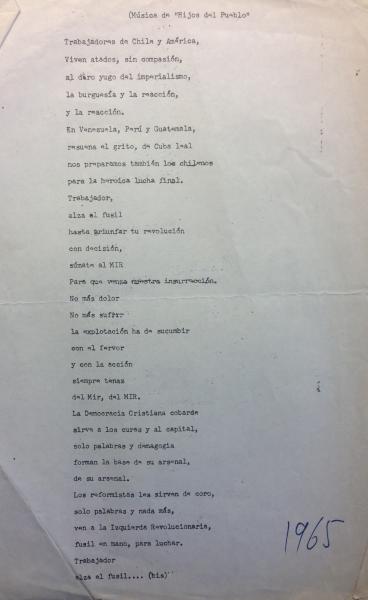 (Música de "Hijos del Pueblo"
Trabajadores de Chile y América,
Viven atados, sin compasión,
al duro yugo del imperialismo,
la burguesía y la reacción,
y la reacción.
En Venezuela, Perú y Guatemala,
resuena el grito, de Cuba leal
nos preparamos también los chilenos
para la heroica lucha final.
Trabajador,
alza el fusil
hasta triunfar tu revolución
con decisión,
súmate al MIR
Para que venza nuestra insurrección.
No más dolor
No más sufrir
la explotación ha de sucumbir
con el fervor
y con la acción
siempre tenaz
del Mir, del MIR.
La Democracia Cristiana cobarde
sirve a los curas y al capital,
solo palabras y demagogia
forman la base de su arsenal,
de su arsenal.
Los reformistas les sirven de coro,
solo palabras y nada más,
ven a la Izquierda Revolucionaria,
fusil en mano, para luchar.
Trabajador
alza el fusil.... (bis)
1965